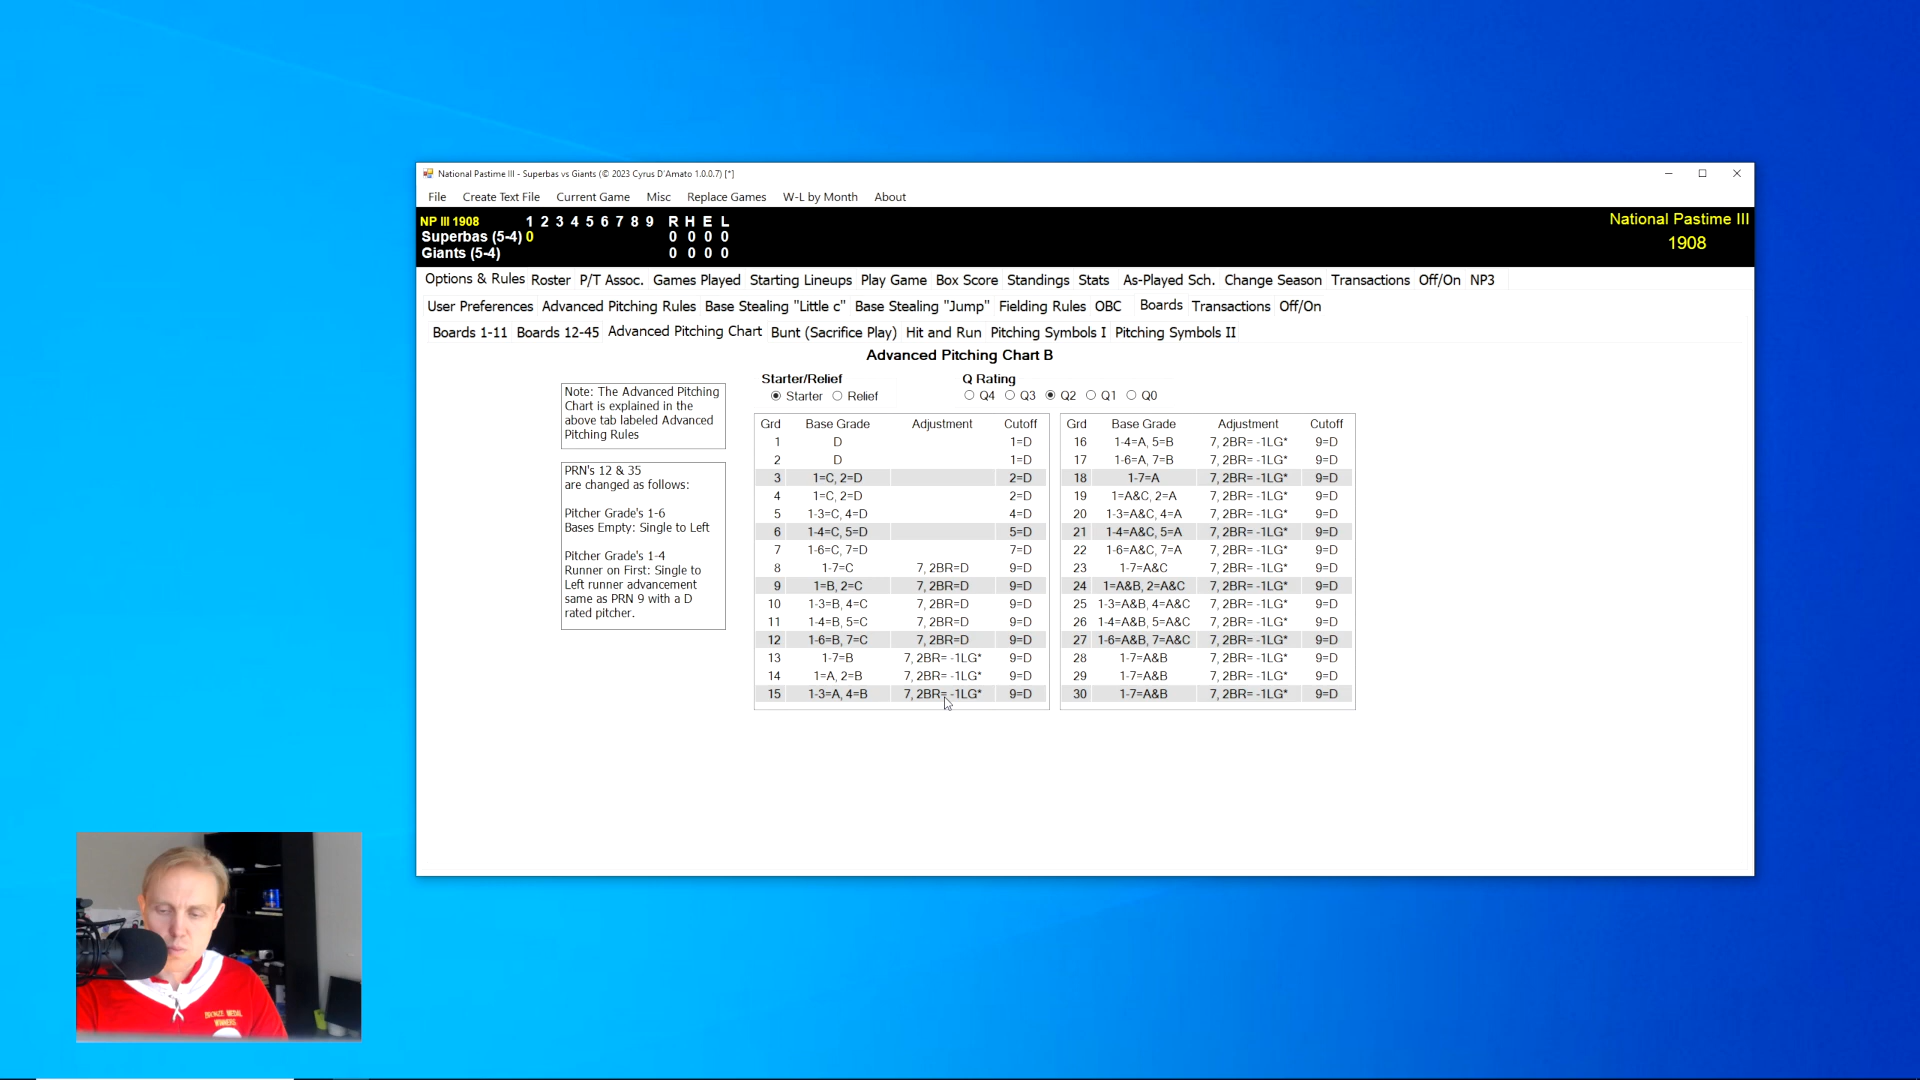 National Pastime III - Superbas vs Giants (© 2023 Cyrus D'Amato 1.0.0.7) [*]
File Create Text File Current Game Misc Replace Games W-L by Month About
NP III 1908 1 2 3 4 5 6 7 8 9 R H E L
Superbas (5-4) 0 0 0 0 0
Giants (5-4) 0 0 0 0
National Pastime III
1908
Options & Rules Roster P/T Assoc. Games Played Starting Lineups Play Game Box Score Standings Stats As-Played Sch. Change Season Transactions Off/On NP3
User Preferences Advanced Pitching Rules Base Stealing "Little c" Base Stealing "Jump" Fielding Rules OBC Boards Transactions Off/On
Boards 1-11 Boards 12-45 Advanced Pitching Chart Bunt (Sacrifice Play) Hit and Run Pitching Symbols I Pitching Symbols II
Advanced Pitching Chart B
Note: The Advanced Pitching
Chart is explained in the
above tab labeled Advanced
Pitching Rules
PRN's 12 & 35
are changed as follows:
Pitcher Grade's 1-6
Bases Empty: Single to Left
Pitcher Grade's 1-4
Runner on First: Single to
Left runner advancement
same as PRN 9 with a D
rated pitcher.
Starter/Relief
Starter Relief
Q Rating
Q4 Q3 Q2 Q1 Q0
Grd Base Grade Adjustment Cutoff
1 D 1=D
2 D 1=D
3 1=C, 2=D 2=D
4 1=C, 2=D 2=D
5 1-3=C, 4=D 4=D
6 1-4=C, 5=D 5=D
7 1-6=C, 7=D 7=D
8 1-7=C 7, 2BR=D 9=D
9 1=B, 2=C 7, 2BR=D 9=D
10 1-3=B, 4=C 7, 2BR=D 9=D
11 1-4=B, 5=C 7, 2BR=D 9=D
12 1-6=B, 7=C 7, 2BR=D 9=D
13 1-7=B 7, 2BR= -1LG* 9=D
14 1=A, 2=B 7, 2BR= -1LG* 9=D
15 1-3=A, 4=B 7, 2BR= -1LG* 9=D
Grd Base Grade Adjustment Cutoff
16 1-4=A, 5=B 7, 2BR= -1LG* 9=D
17 1-6=A, 7=B 7, 2BR= -1LG* 9=D
18 1-7=A 7, 2BR= -1LG* 9=D
19 1=A&C, 2=A 7, 2BR= -1LG* 9=D
20 1-3=A&C, 4=A 7, 2BR= -1LG* 9=D
21 1-4=A&C, 5=A 7, 2BR= -1LG* 9=D
22 1-6=A&C, 7=A 7, 2BR= -1LG* 9=D
23 1-7=A&C 7, 2BR= -1LG* 9=D
24 1=A&B, 2=A&C 7, 2BR= -1LG* 9=D
25 1-3=A&B, 4=A&C 7, 2BR= -1LG* 9=D
26 1-4=A&B, 5=A&C 7, 2BR= -1LG* 9=D
27 1-6=A&B, 7=A&C 7, 2BR= -1LG* 9=D
28 1-7=A&B 7, 2BR= -1LG* 9=D
29 1-7=A&B 7, 2BR= -1LG* 9=D
30 1-7=A&B 7, 2BR= -1LG* 9=D
BRONZE MEDAL
WINNERS